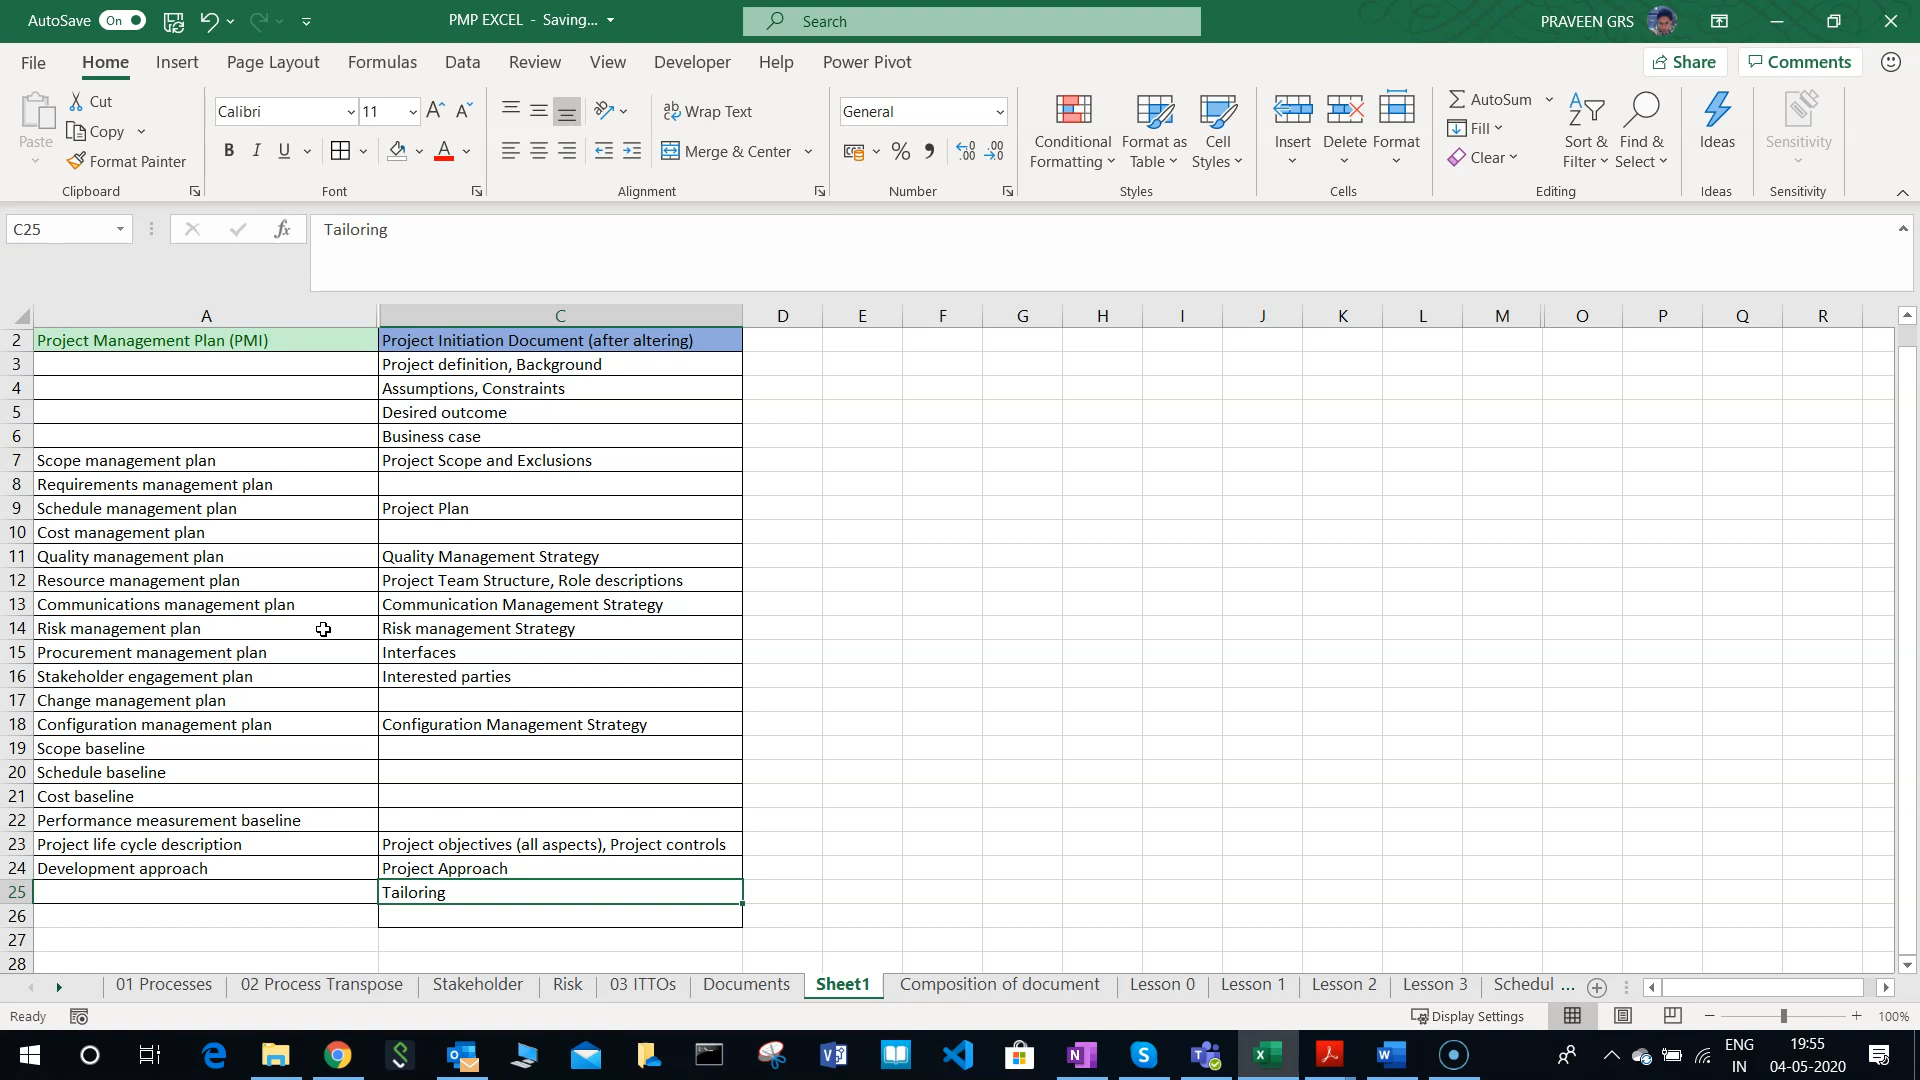 AutoSave On PMP EXCEL - Saving... Search PRAVEEN GRS
File Home Insert Page Layout Formulas Data Review View Developer Help Power Pivot Share Comments
Paste Cut Copy Format Painter Clipboard
Calibri 11 B I U A Font
Wrap Text Merge & Center Alignment
General % Number
Conditional Formatting Format as Table Cell Styles Styles
Insert Delete Format Cells
AutoSum Fill Clear Sort & Filter Find & Select Editing
Ideas Ideas
Sensitivity Sensitivity
C25 fx Tailoring
A C D E F G H I J K L M O P Q R
2 Project Management Plan (PMI) Project Initiation Document (after altering)
3 Project definition, Background
4 Assumptions, Constraints
5 Desired outcome
6 Business case
7 Scope management plan Project Scope and Exclusions
8 Requirements management plan
9 Schedule management plan Project Plan
10 Cost management plan
11 Quality management plan Quality Management Strategy
12 Resource management plan Project Team Structure, Role descriptions
13 Communications management plan Communication Management Strategy
14 Risk management plan Risk management Strategy
15 Procurement management plan Interfaces
16 Stakeholder engagement plan Interested parties
17 Change management plan
18 Configuration management plan Configuration Management Strategy
19 Scope baseline
20 Schedule baseline
21 Cost baseline
22 Performance measurement baseline
23 Project life cycle description Project objectives (all aspects), Project controls
24 Development approach Project Approach
25 Tailoring
26
27
28
01 Processes 02 Process Transpose Stakeholder Risk 03 ITTOs Documents Sheet1 Composition of document Lesson 0 Lesson 1 Lesson 2 Lesson 3 Schedul ...
Ready Display Settings 100%
ENG 19:55
IN 04-05-2020